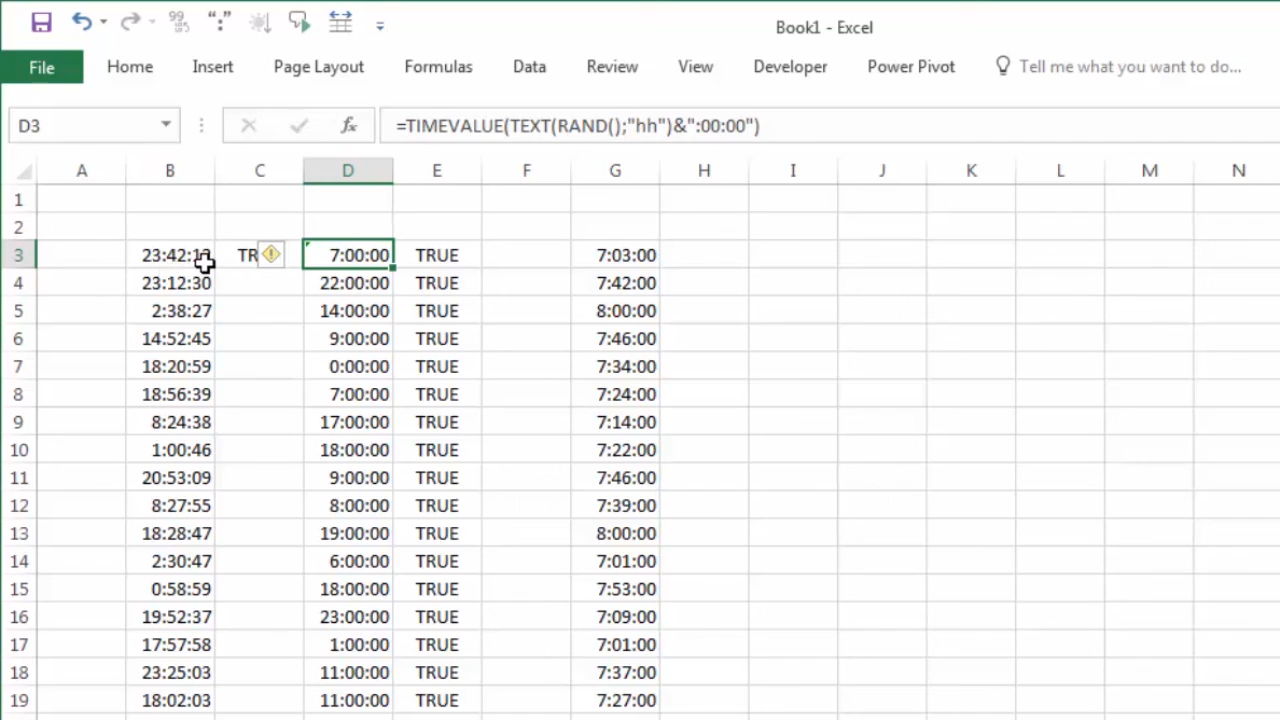 Book1 - Excel
File Home Insert Page Layout Formulas Data Review View Developer Power Pivot Tell me what you want to do...
D3 fx =TIMEVALUE(TEXT(RAND();"hh")&":00:00")
A B C D E F G H I J K L M N
1
2
3 TR 7:00:00 TRUE 7:03:00
4 23:12:30 22:00:00 TRUE 7:42:00
5 2:38:27 14:00:00 TRUE 8:00:00
6 14:52:45 9:00:00 TRUE 7:46:00
7 18:20:59 0:00:00 TRUE 7:34:00
8 18:56:39 7:00:00 TRUE 7:24:00
9 8:24:38 17:00:00 TRUE 7:14:00
10 1:00:46 18:00:00 TRUE 7:22:00
11 20:53:09 9:00:00 TRUE 7:46:00
12 8:27:55 8:00:00 TRUE 7:39:00
13 18:28:47 19:00:00 TRUE 8:00:00
14 2:30:47 6:00:00 TRUE 7:01:00
15 0:58:59 18:00:00 TRUE 7:53:00
16 19:52:37 23:00:00 TRUE 7:09:00
17 17:57:58 1:00:00 TRUE 7:01:00
18 23:25:03 11:00:00 TRUE 7:37:00
19 18:02:03 11:00:00 TRUE 7:27:00